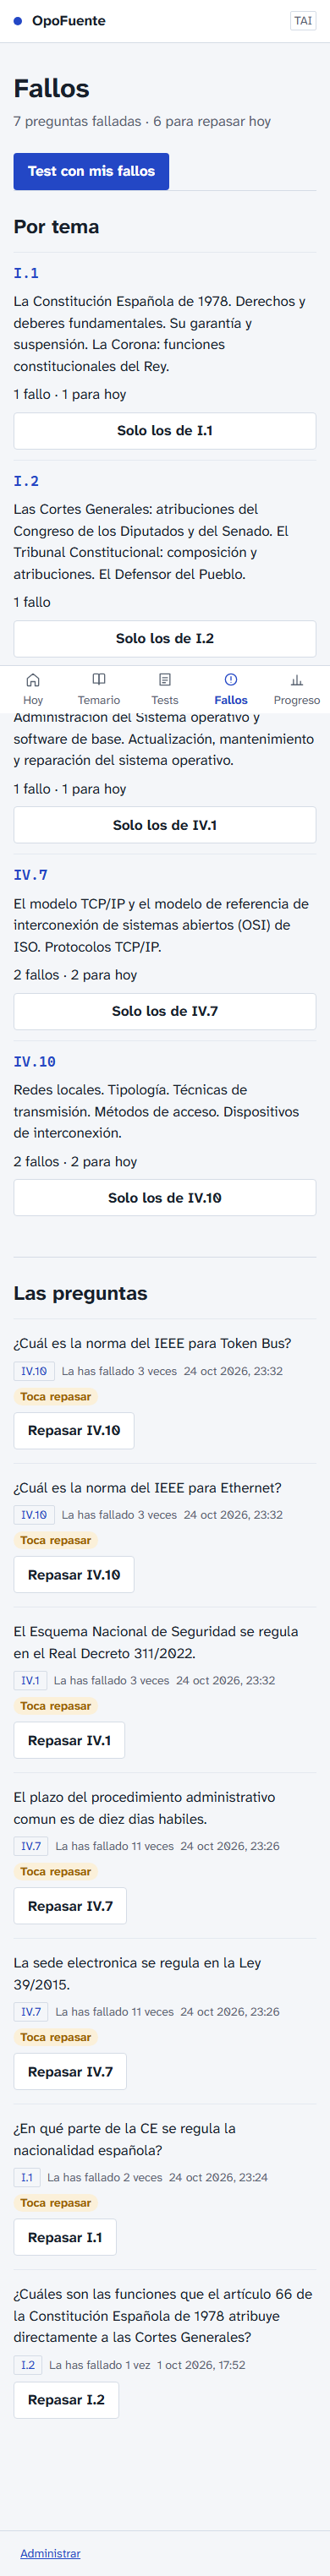 OpoFuente
TAI
Fallos
7 preguntas falladas · 6 para repasar hoy
Test con mis fallos
Por tema
I.1
La Constitución Española de 1978. Derechos y
deberes fundamentales. Su garantía y
suspensión. La Corona: funciones
constitucionales del Rey.
1 fallo · 1 para hoy
Solo los de I.1
I.2
Las Cortes Generales: atribuciones del
Congreso de los Diputados y del Senado. El
Tribunal Constitucional: composición y
atribuciones. El Defensor del Pueblo.
1 fallo
Solo los de I.2
Hoy
Temario
Tests
Fallos
Progreso
Administración del Sistema operativo y
software de base. Actualización, mantenimiento
y reparación del sistema operativo.
1 fallo · 1 para hoy
Solo los de IV.1
IV.7
El modelo TCP/IP y el modelo de referencia de
interconexión de sistemas abiertos (OSI) de
ISO. Protocolos TCP/IP.
2 fallos · 2 para hoy
Solo los de IV.7
IV.10
Redes locales. Tipología. Técnicas de
transmisión. Métodos de acceso. Dispositivos
de interconexión.
2 fallos · 2 para hoy
Solo los de IV.10
Las preguntas
¿Cuál es la norma del IEEE para Token Bus?
IV.10 La has fallado 3 veces 24 oct 2026, 23:32
Toca repasar
Repasar IV.10
¿Cuál es la norma del IEEE para Ethernet?
IV.10 La has fallado 3 veces 24 oct 2026, 23:32
Toca repasar
Repasar IV.10
El Esquema Nacional de Seguridad se regula
en el Real Decreto 311/2022.
IV.1 La has fallado 3 veces 24 oct 2026, 23:32
Toca repasar
Repasar IV.1
El plazo del procedimiento administrativo
comun es de diez dias habiles.
IV.7 La has fallado 11 veces 24 oct 2026, 23:26
Toca repasar
Repasar IV.7
La sede electronica se regula en la Ley
39/2015.
IV.7 La has fallado 11 veces 24 oct 2026, 23:26
Toca repasar
Repasar IV.7
¿En qué parte de la CE se regula la
nacionalidad española?
I.1 La has fallado 2 veces 24 oct 2026, 23:24
Toca repasar
Repasar I.1
¿Cuáles son las funciones que el artículo 66 de
la Constitución Española de 1978 atribuye
directamente a las Cortes Generales?
I.2 La has fallado 1 vez 1 oct 2026, 17:52
Repasar I.2
Administrar